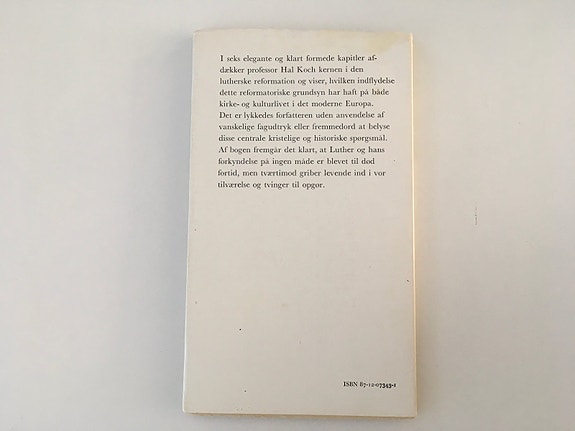 I seks elegante og klart formede kapitler af-
dækker professor Hal Koch kernen i den
lutherske reformation og viser, hvilken indflydelse
dette reformatoriske grundsyn har haft på både
kirke- og kulturlivet i det moderne Europa.
Det er lykkedes forfatteren uden anvendelse af
vanskelige fagudtryk eller fremmedord at belyse
disse centrale kristelige og historiske spørgsmål.
Af bogen fremgår det klart, at Luther og hans
forkyndelse på ingen måde er blevet til død
fortid, men tværtimod griber levende ind i vor
tilværelse og tvinger til opgør.
ISBN 87-12-07343-1